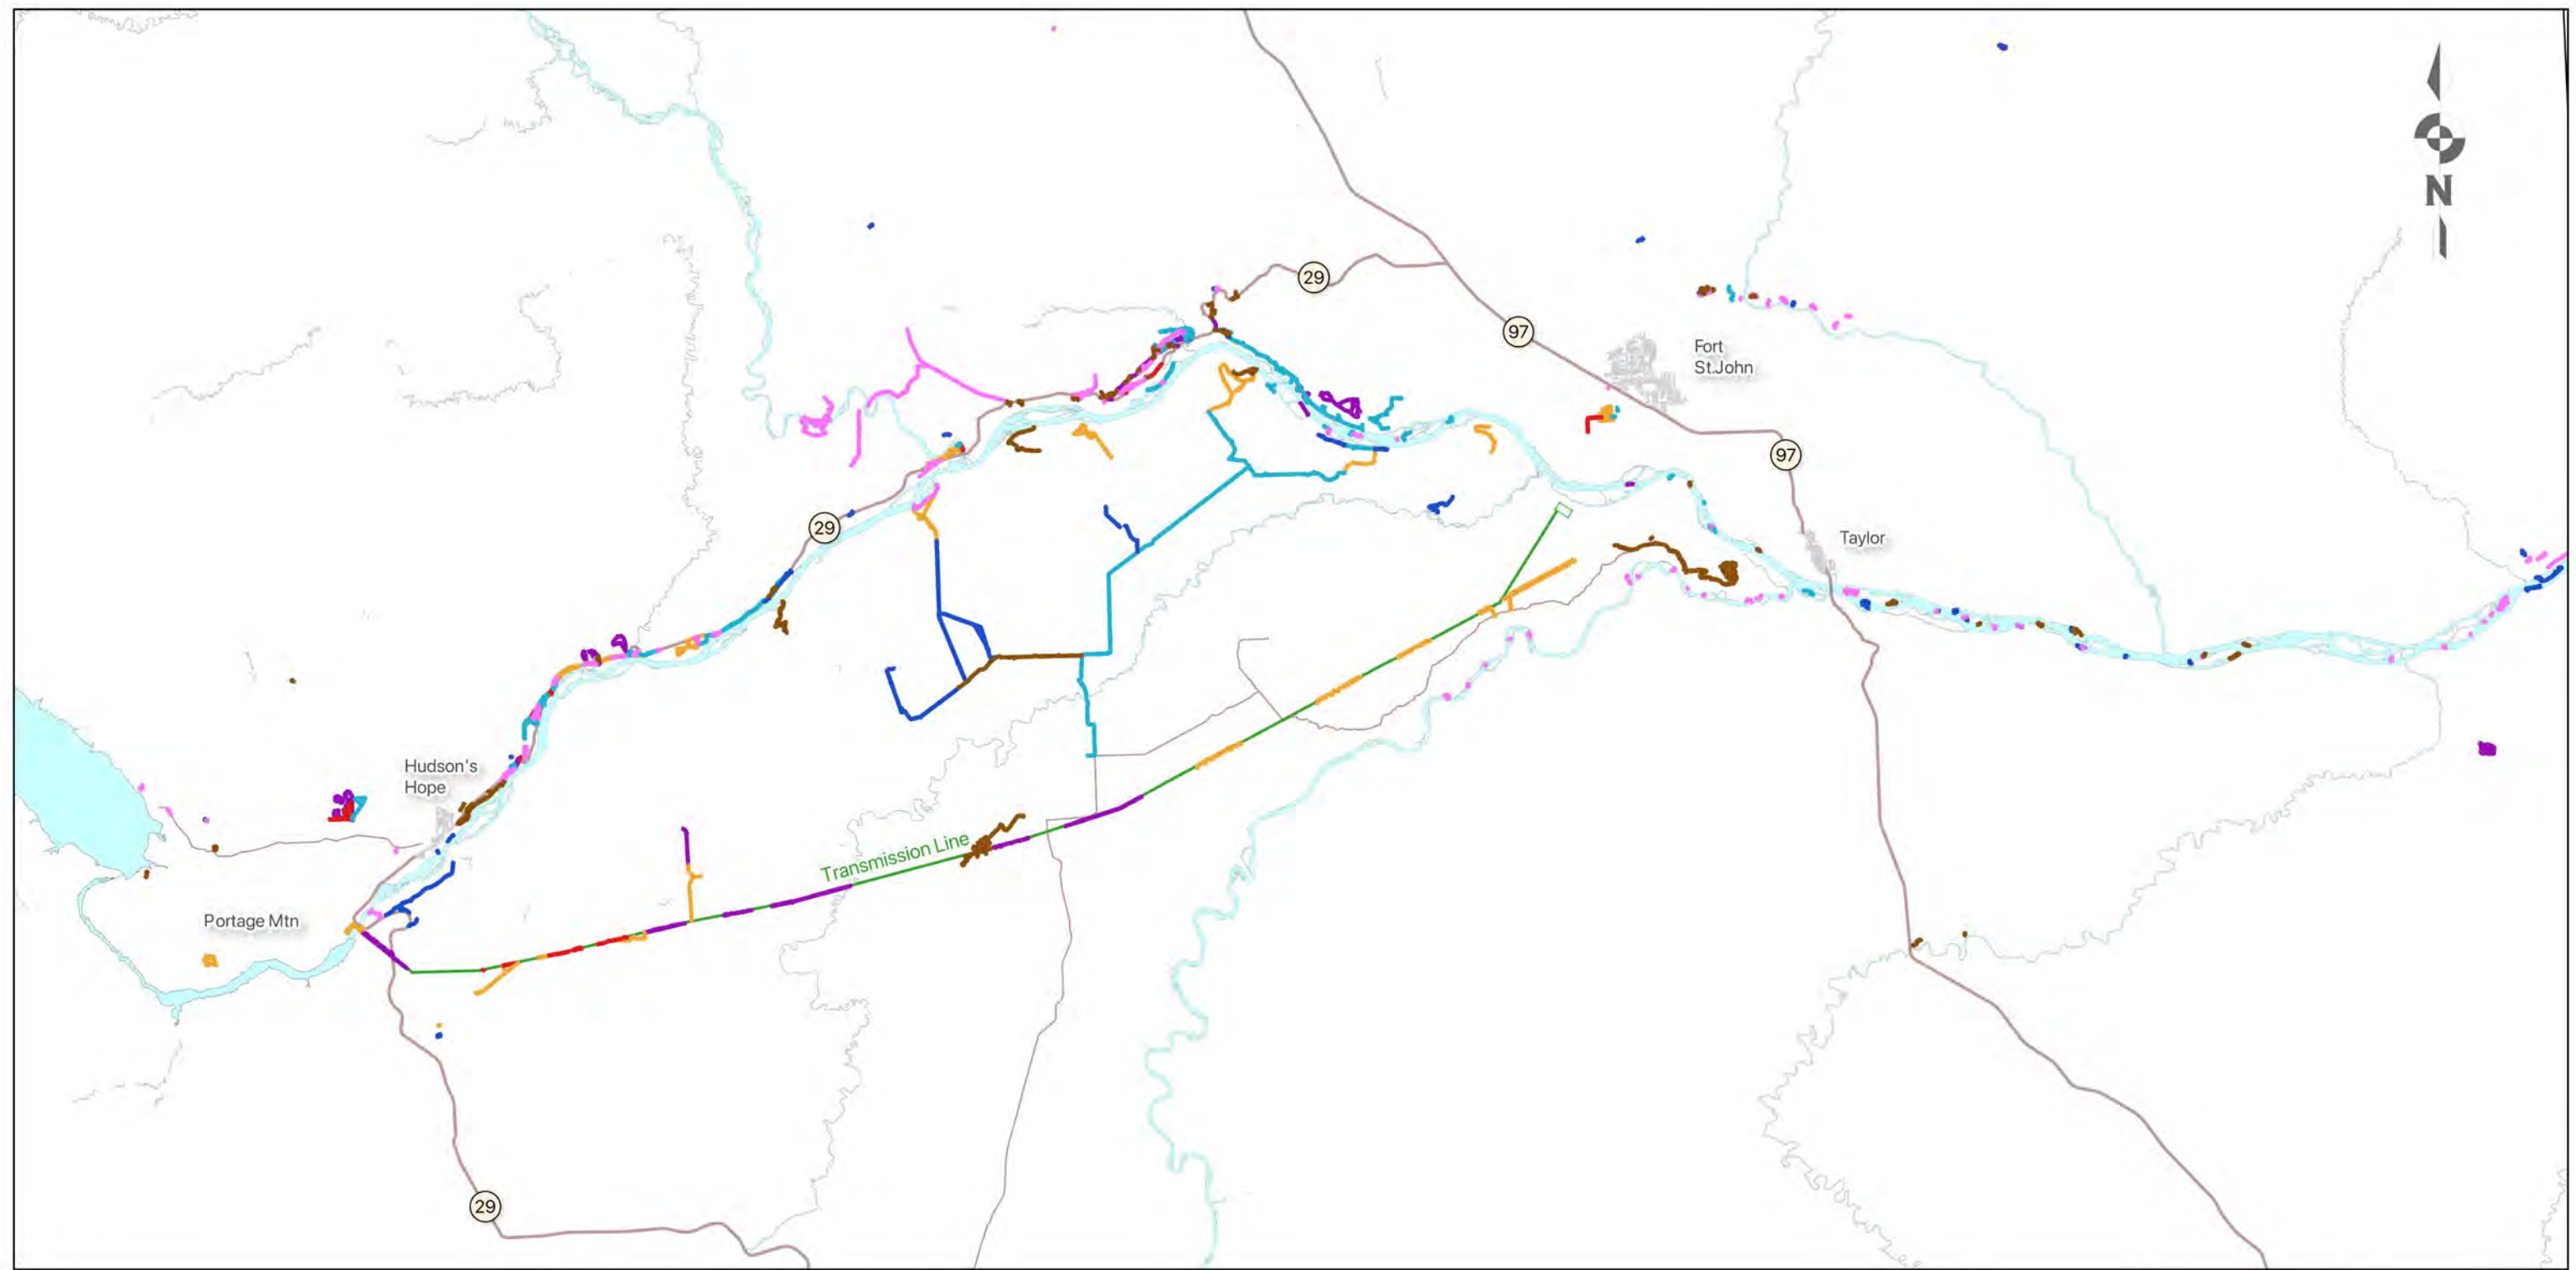 N
29
97
Fort
St.John
97
29
Taylor
Hudson's
Hope
Transmission Line
Portage Mtn
29